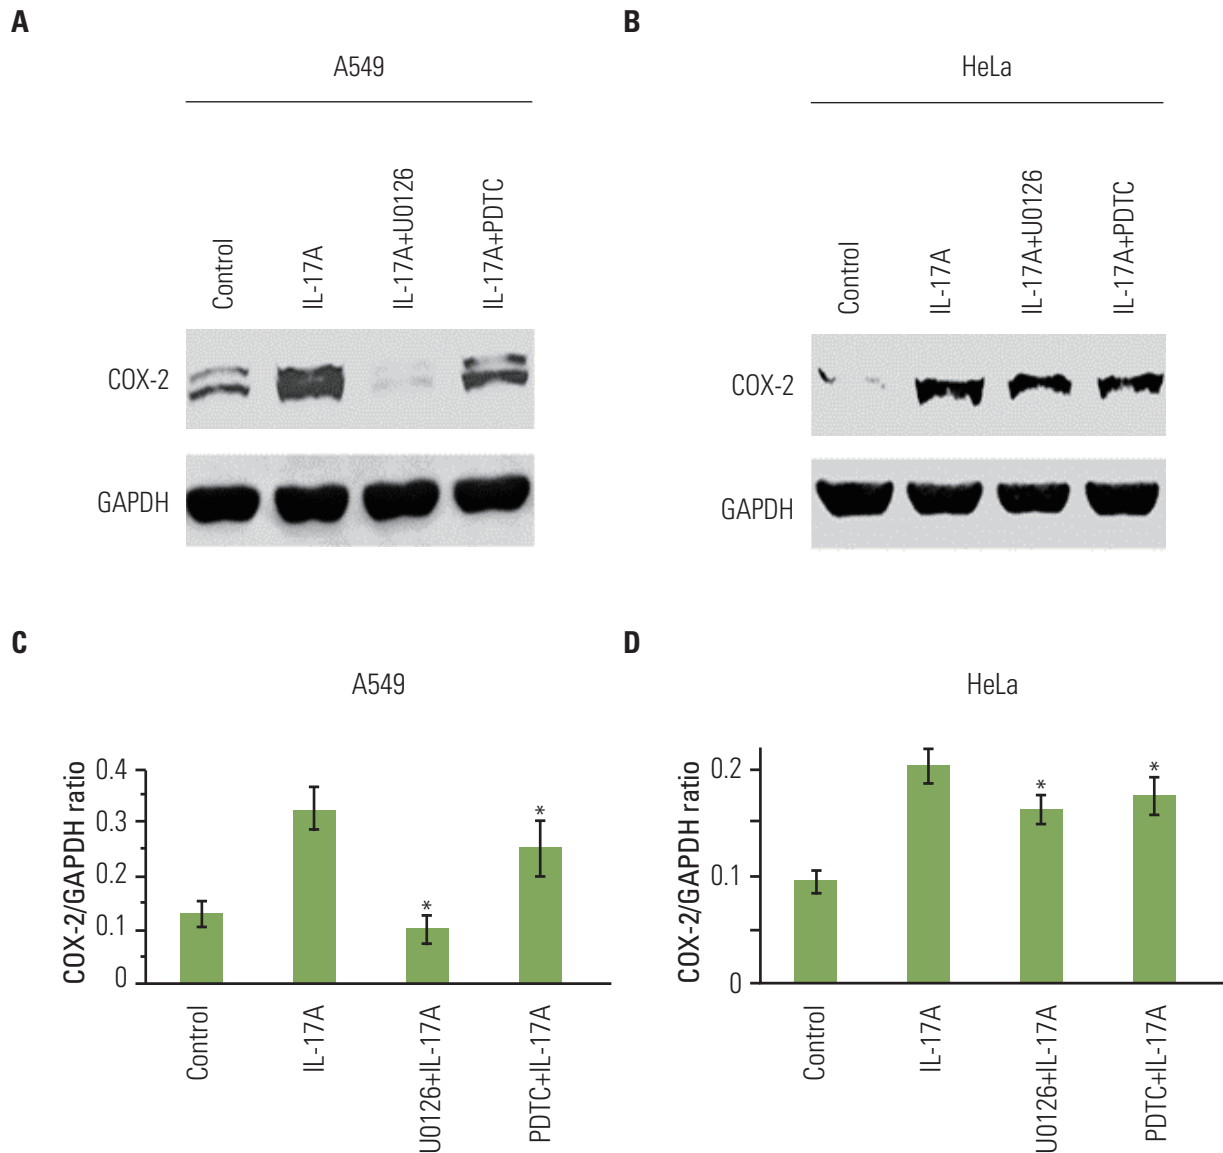 A
B
A549
HeLa
Control
IL-17A
IL-17A+U0126
IL-17A+PDTC
Control
IL-17A
IL-17A+U0126
IL-17A+PDTC
COX-2
COX-2
GAPDH
GAPDH
C
D
A549
HeLa
COX-2/GAPDH ratio
0.4
0.3
0.2
0.1
0
*
*
Control
IL-17A
U0126+IL-17A
PDTC+IL-17A
COX-2/GAPDH ratio
0.2
0.1
0
*
*
Control
IL-17A
U0126+IL-17A
PDTC+IL-17A